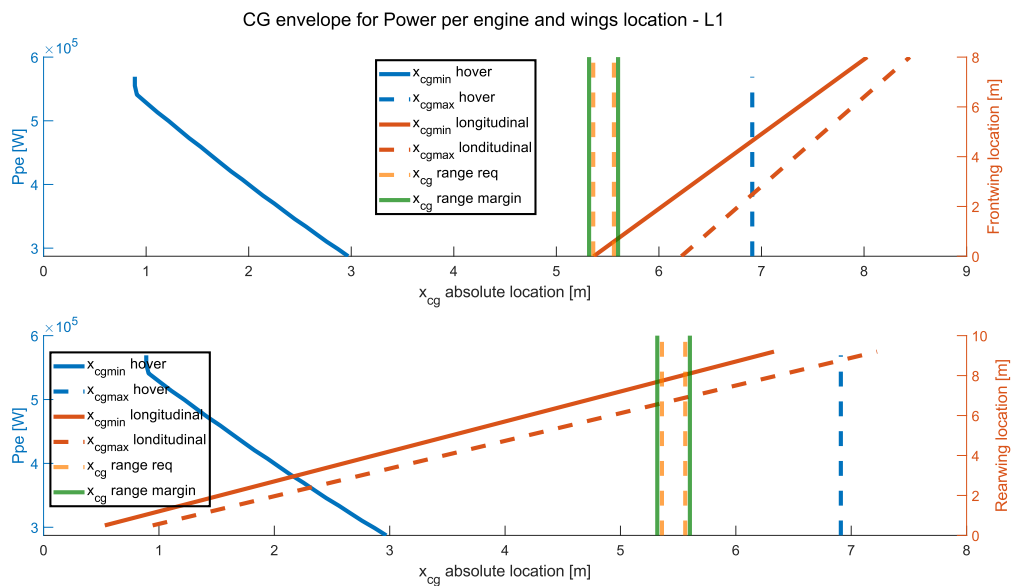 CG envelope for Power per engine and wings location - L1
×10⁵
6
5
4
3
Ppe [W]
x_cgmin hover
x_cgmax hover
x_cgmin longitudinal
x_cgmax londitudinal
x_cg range req
x_cg range margin
8
6
4
2
0
Frontwing location [m]
0 1 2 3 4 5 6 7 8 9
x_cg absolute location [m]
×10⁵
6
5
4
3
Ppe [W]
x_cgmin hover
x_cgmax hover
x_cgmin longitudinal
x_cgmax londitudinal
x_cg range req
x_cg range margin
10
8
6
4
2
0
Rearwing location [m]
0 1 2 3 4 5 6 7 8
x_cg absolute location [m]